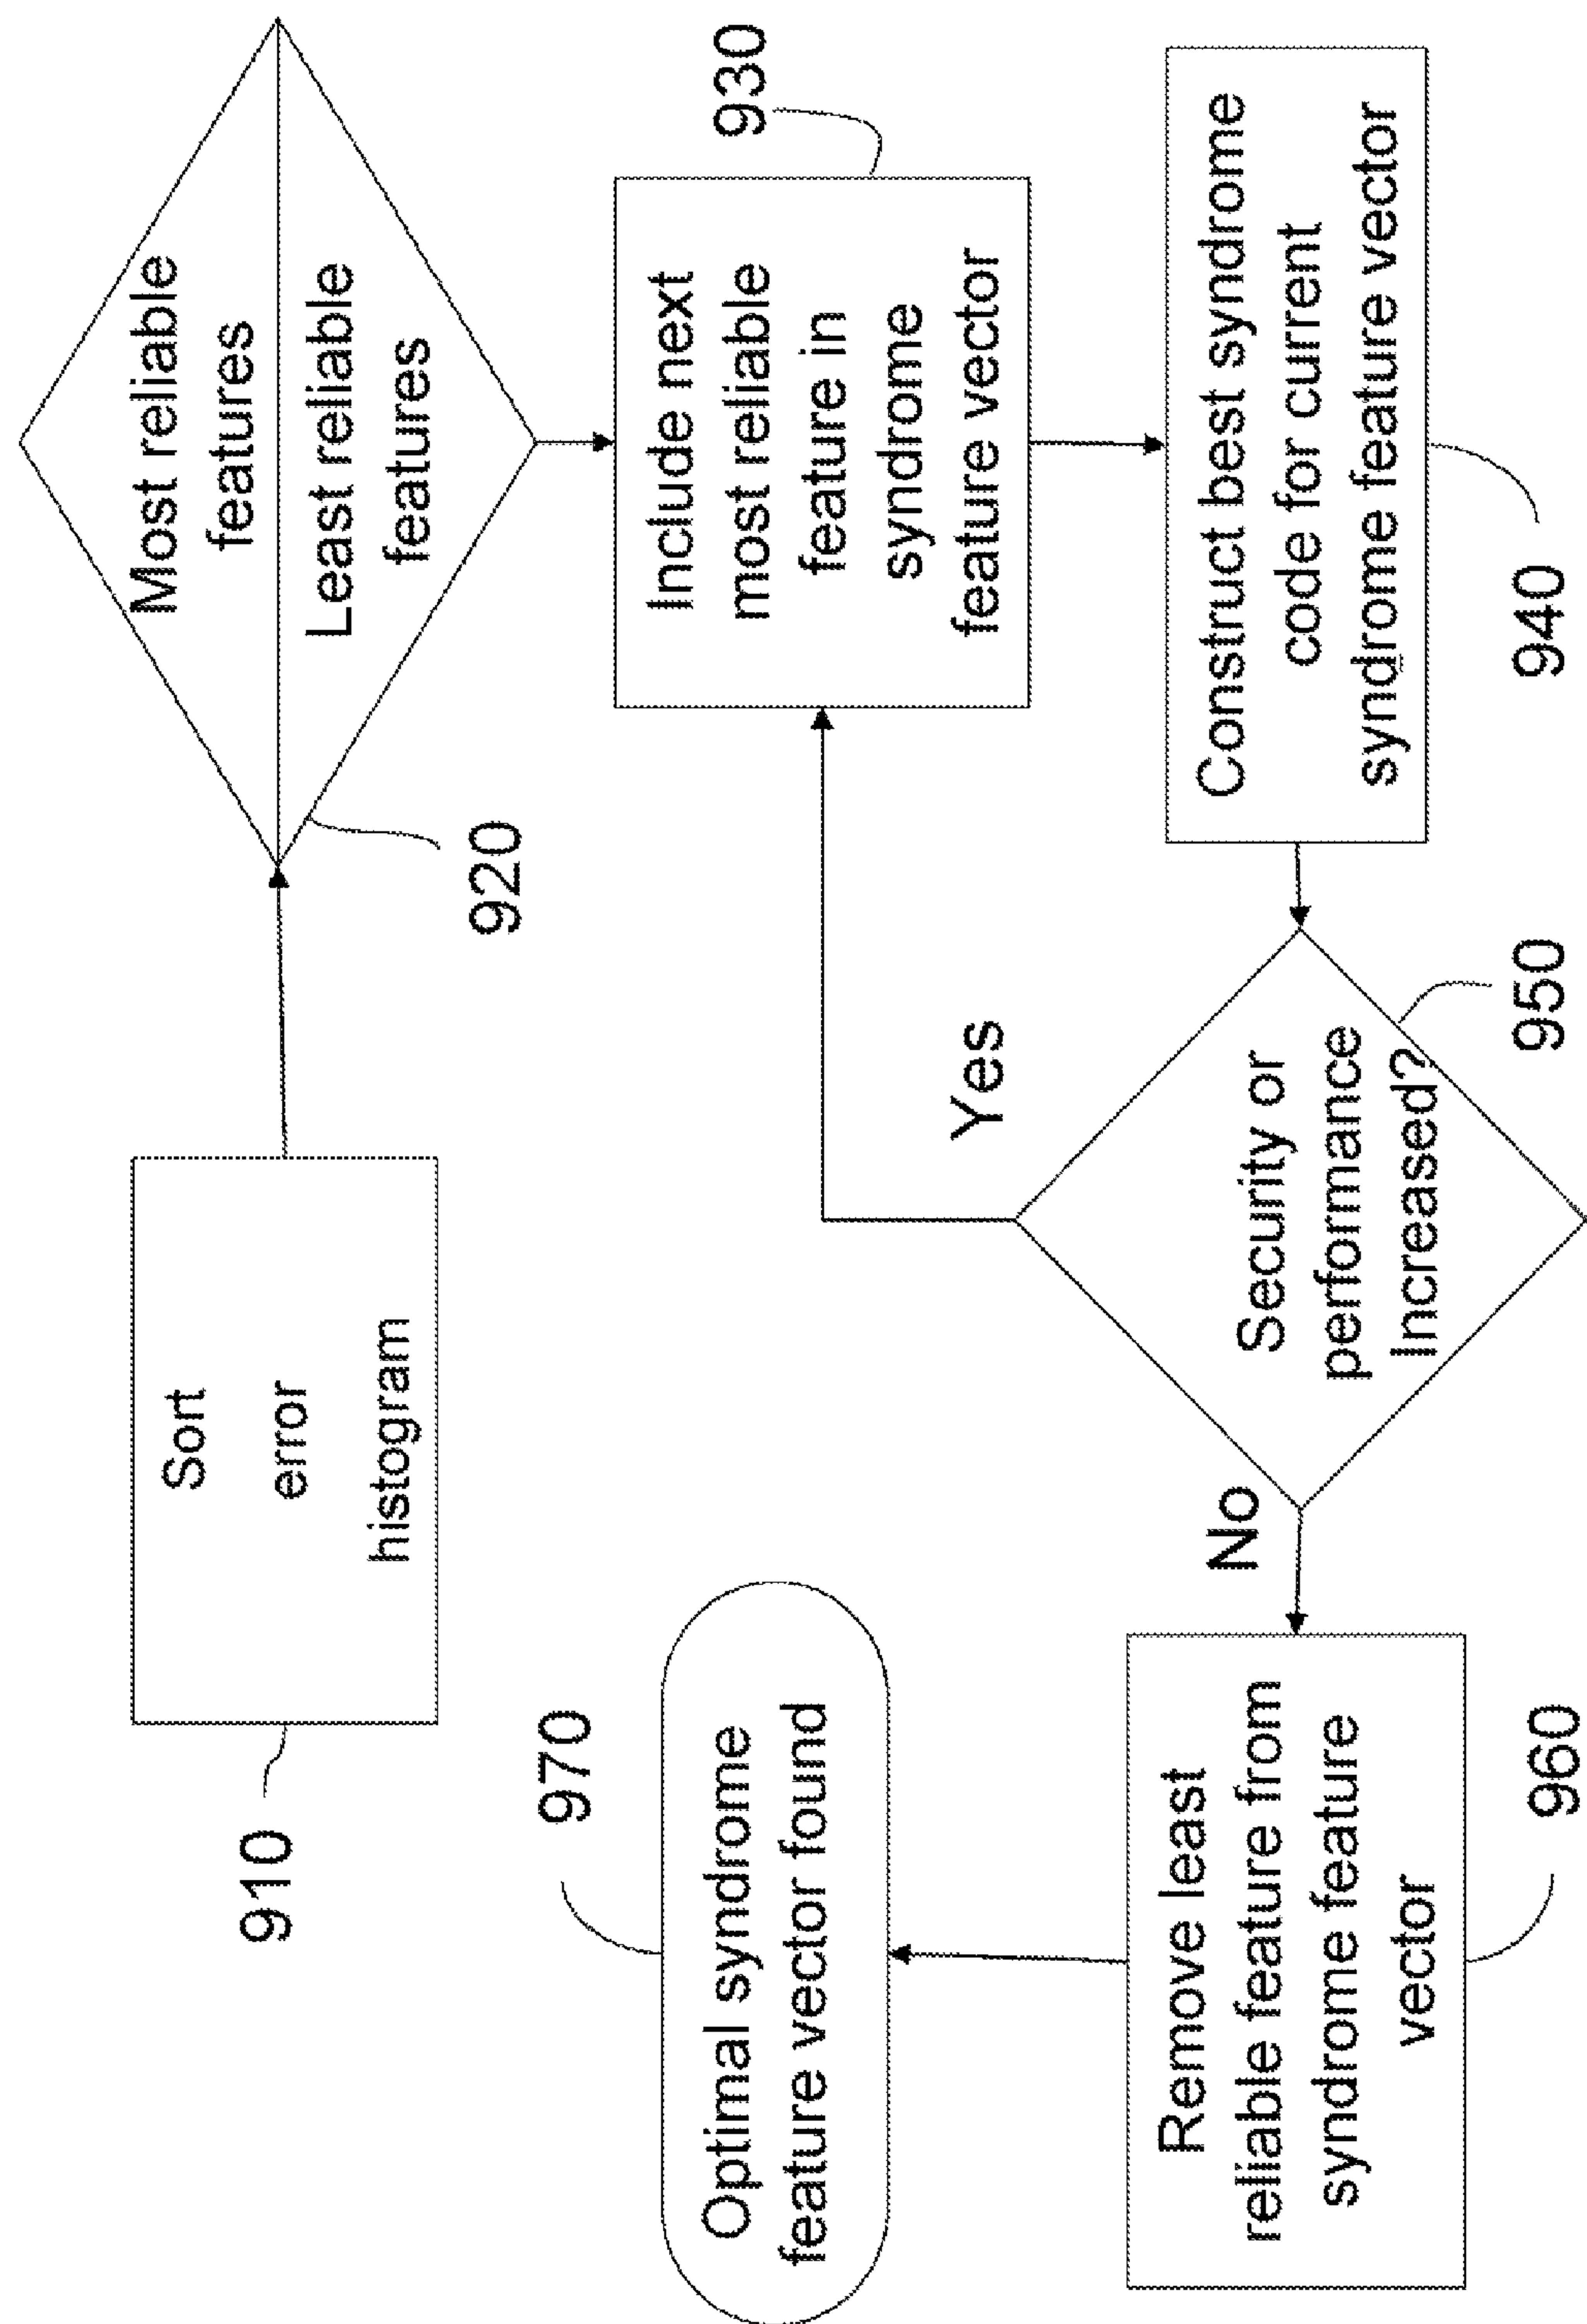 Sort
error
histogram
910
Most reliable
features
Least reliable
features
920
Include next
most reliable
feature in
syndrome
feature vector
930
Construct best syndrome
code for current
syndrome feature vector
940
Security or
performance
Increased?
950
Yes
No
Remove least
reliable feature from
syndrome feature
vector
960
Optimal syndrome
feature vector found
970